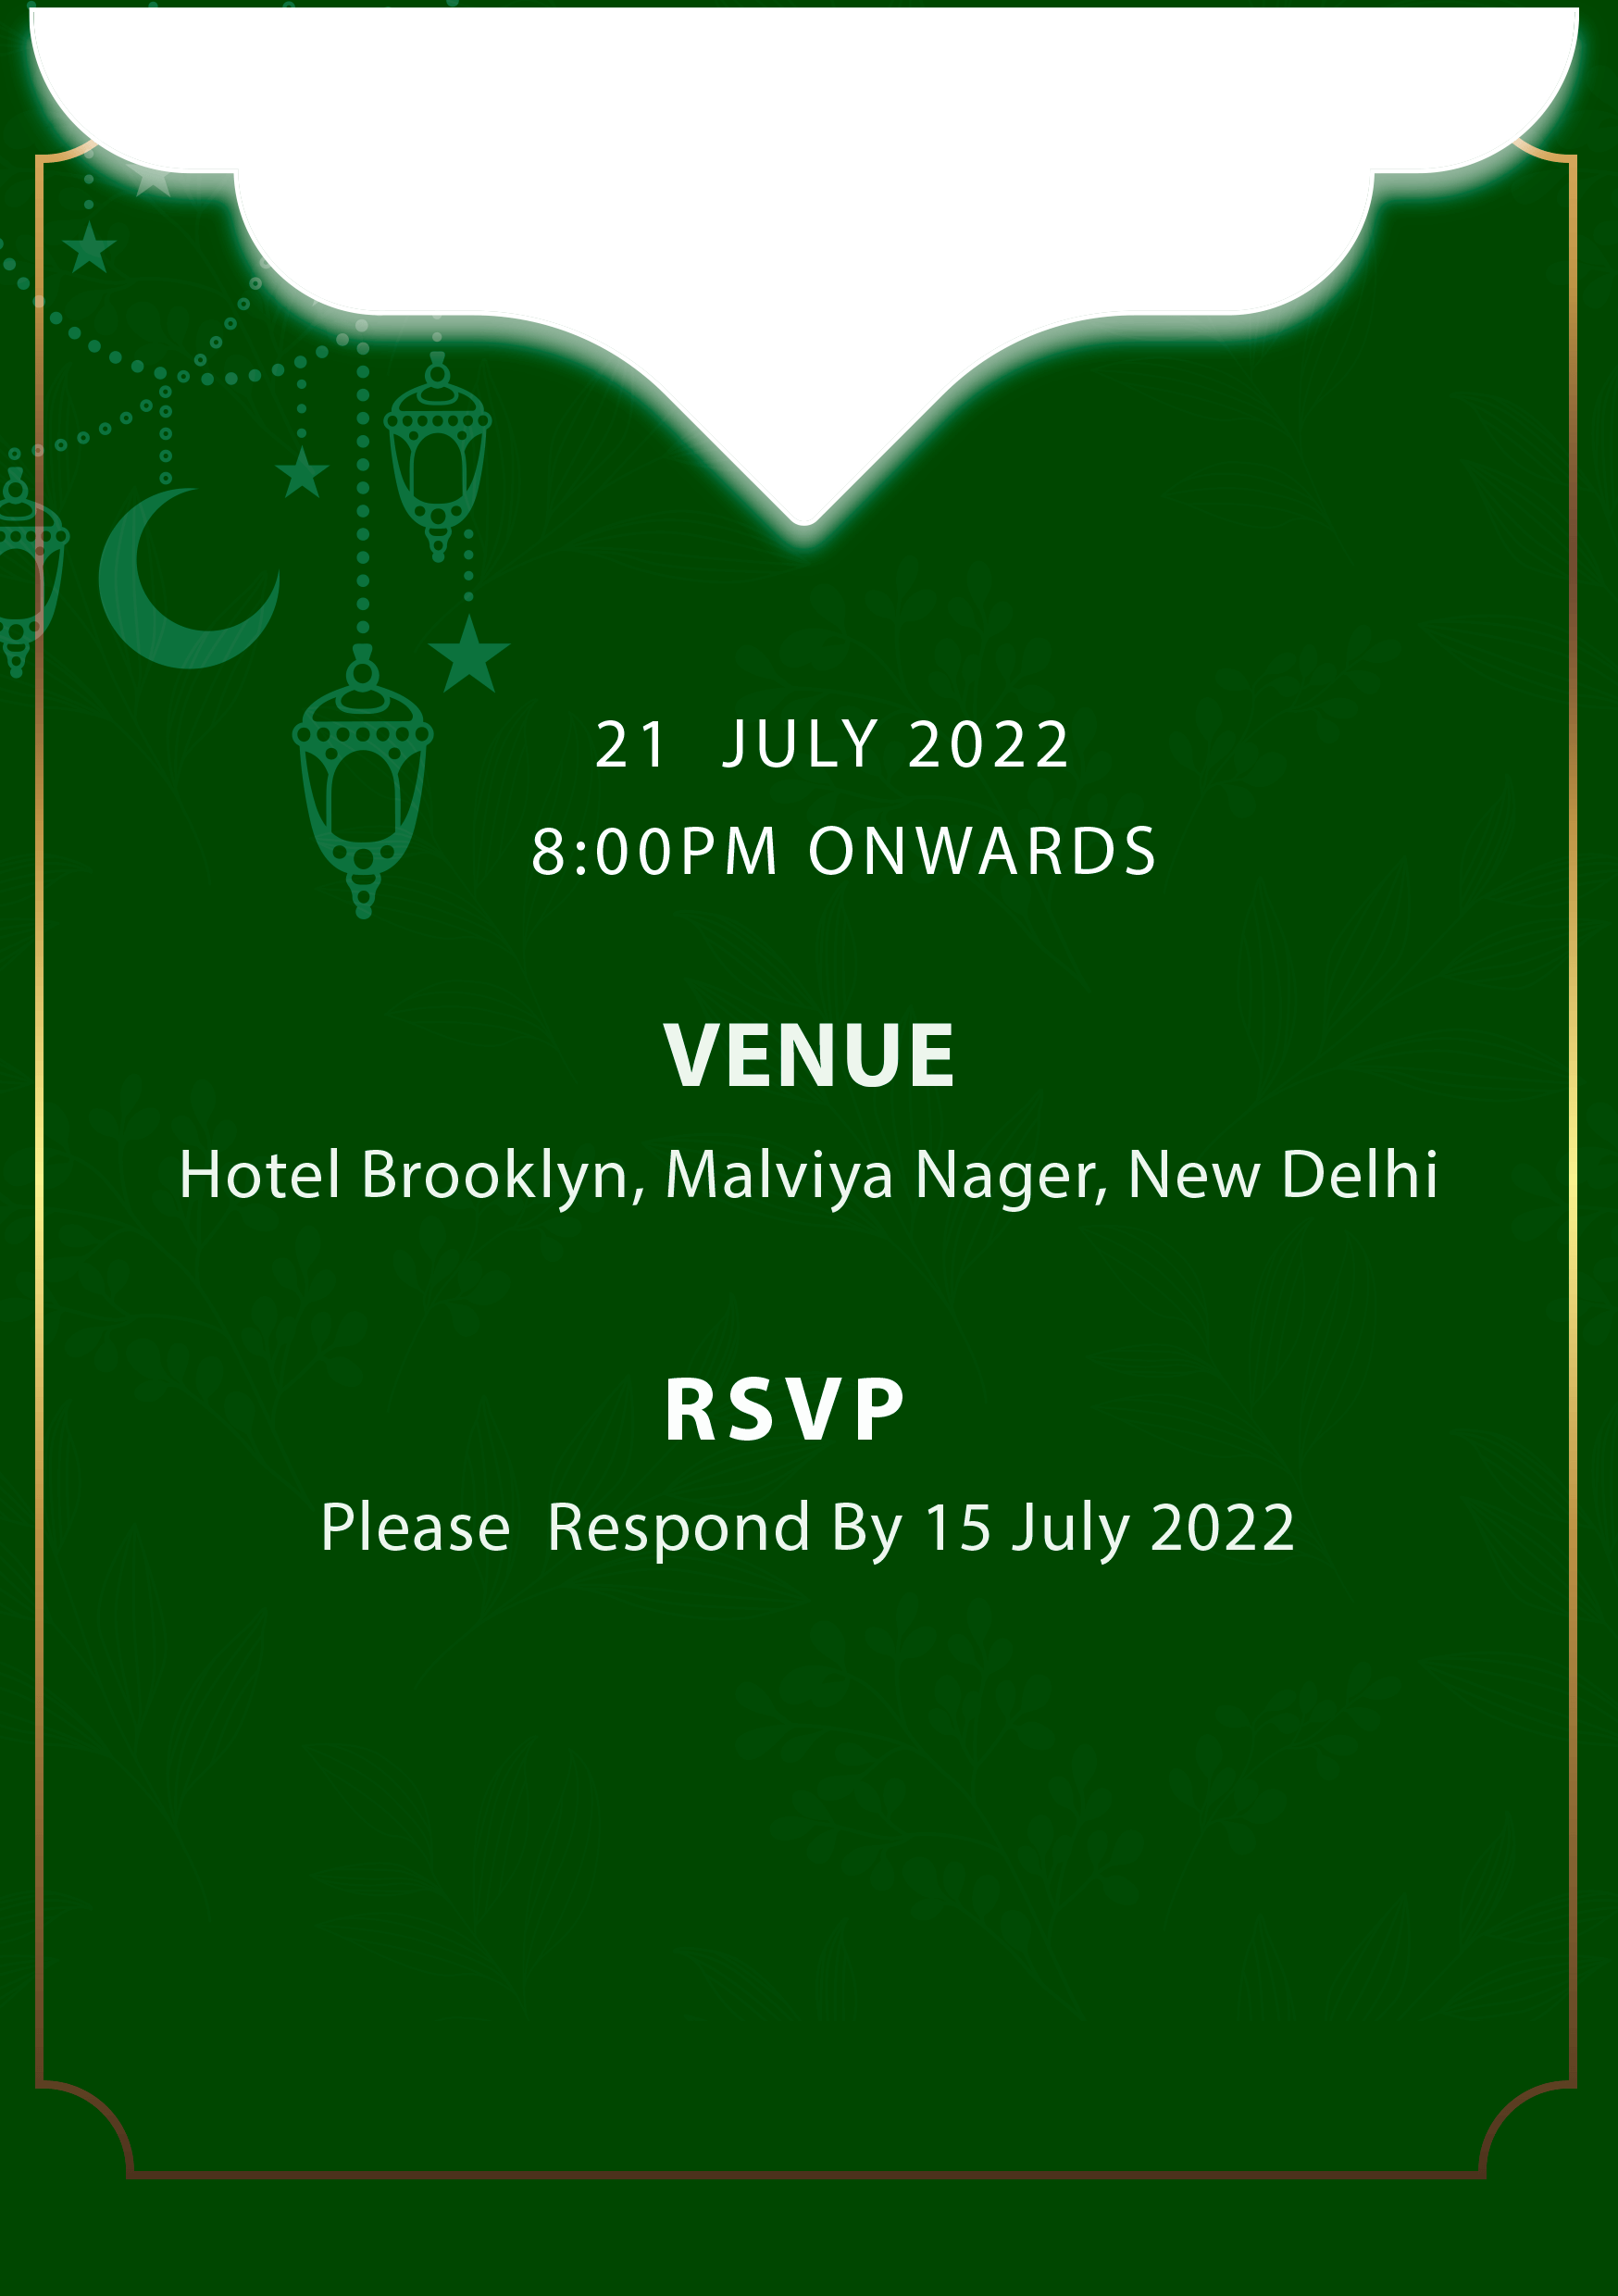 21 JULY 2022
8:00PM ONWARDS
VENUE
Hotel Brooklyn, Malviya Nager, New Delhi
RSVP
Please Respond By 15 July 2022